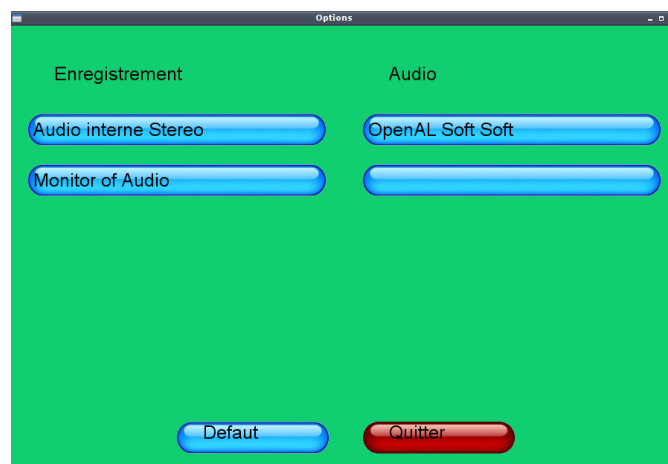 Options
Enregistrement
Audio
Audio interne Stereo
OpenAL Soft Soft
Monitor of Audio
Defaut
Quitter